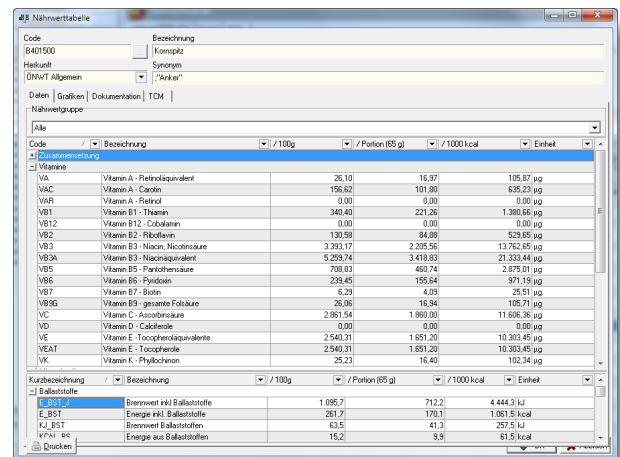 Nährwerttabelle
Code Bezeichnung
B401500 ... Kornspitz
Herkunft Synonym
ÖNWT Allgemein ;"Anker"
Daten Grafiken Dokumentation TCM
Nährwertgruppe
Alle
Code Bezeichnung / 100g / Portion (65 g) / 1000 kcal Einheit
Zusammensetzung
Vitamine
VA Vitamin A - Retinoläquivalent 26,10 16,97 105,87 µg
VAC Vitamin A - Carotin 156,62 101,80 635,23 µg
VAR Vitamin A - Retinol 0,00 0,00 0,00 µg
VB1 Vitamin B1 - Thiamin 340,40 221,26 1.380,66 µg
VB12 Vitamin B12 - Cobalamin 0,00 0,00 0,00 µg
VB2 Vitamin B2 - Riboflavin 130,58 84,88 529,65 µg
VB3 Vitamin B3 - Niacin, Nicotinsäure 3.393,17 2.205,56 13.762,65 µg
VB3A Vitamin B3 - Niacinäquivalent 5.259,74 3.418,83 21.333,44 µg
VB5 Vitamin B5 - Pantothensäure 708,83 460,74 2.875,01 µg
VB6 Vitamin B6 - Pyridoxin 239,45 155,64 971,19 µg
VB7 Vitamin B7 - Biotin 6,29 4,09 25,51 µg
VB9G Vitamin B9 - gesamte Folsäure 26,06 16,94 105,71 µg
VC Vitamin C - Ascorbinsäure 2.861,54 1.860,00 11.606,36 µg
VD Vitamin D - Calciferole 0,00 0,00 0,00 µg
VE Vitamin E -Tocopheroläquivalente 2.540,31 1.651,20 10.303,45 µg
VEAT Vitamin E - Tocopherole 2.540,31 1.651,20 10.303,45 µg
VK Vitamin K - Phyllochinon 25,23 16,40 102,34 µg
Kurzbezeichnung Bezeichnung / 100g / Portion (65 g) / 1000 kcal Einheit
Ballaststoffe
E_BST_J Brennwert inkl Ballaststoffe 1.095,7 712,2 4.444,3 kJ
E_BST Energie inkl. Ballaststoffe 261,7 170,1 1.061,5 kcal
KJ_BST Brennwert Ballaststoffen 63,5 41,3 257,5 kJ
KCAL_BS Energie aus Ballaststoffen 15,2 9,9 61,5 kcal
Drucken